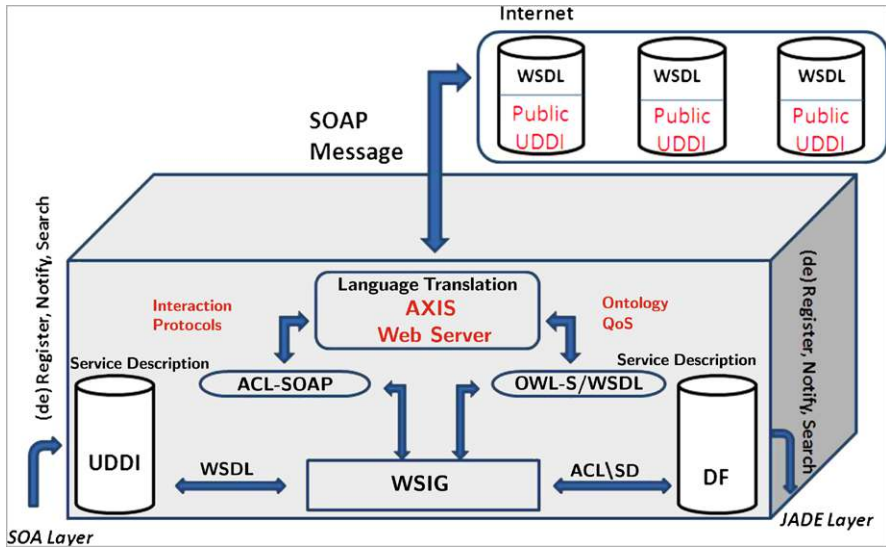 Internet
WSDL
Public
UDDI
WSDL
Public
UDDI
WSDL
Public
UDDI
SOAP
Message
(de) Register, Notify, Search
(de) Register, Notify, Search
Language Translation
AXIS
Web Server
Interaction
Protocols
Ontology
QoS
Service Description
Service Description
ACL-SOAP
OWL-S/WSDL
UDDI
WSDL
WSIG
ACL\SD
DF
SOA Layer
JADE Layer